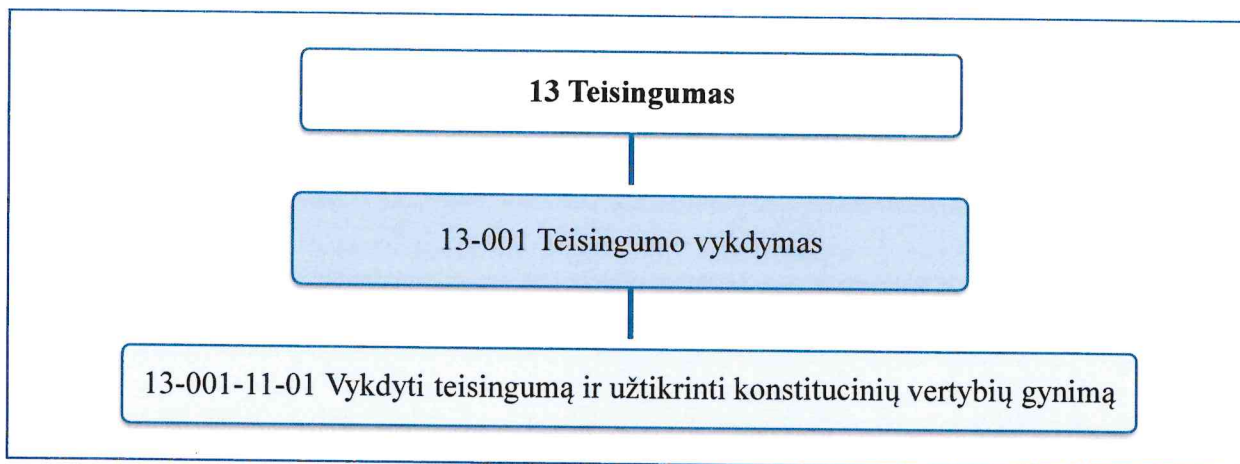 13 Teisingumas
13-001 Teisingumo vykdymas
13-001-11-01 Vykdyti teisingumą ir užtikrinti konstitucinių vertybių gynimą